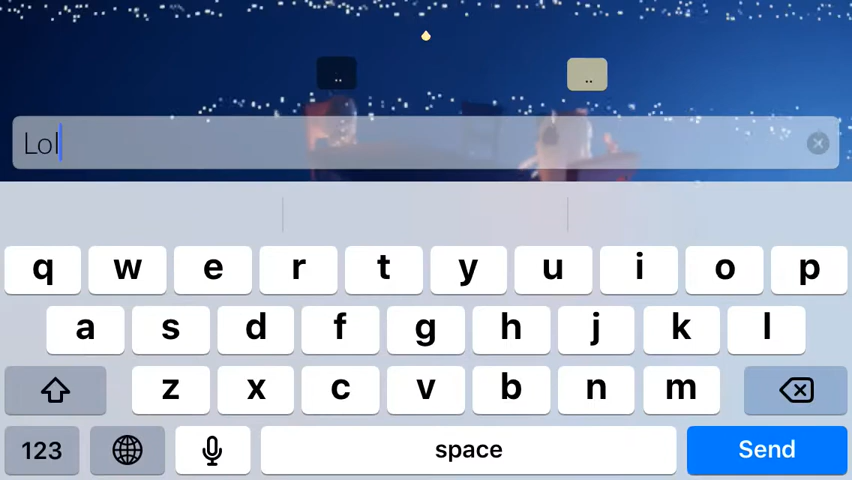 .. ..
Lol
q w e r t y u i o p
a s d f g h j k l
z x c v b n m
123 space Send